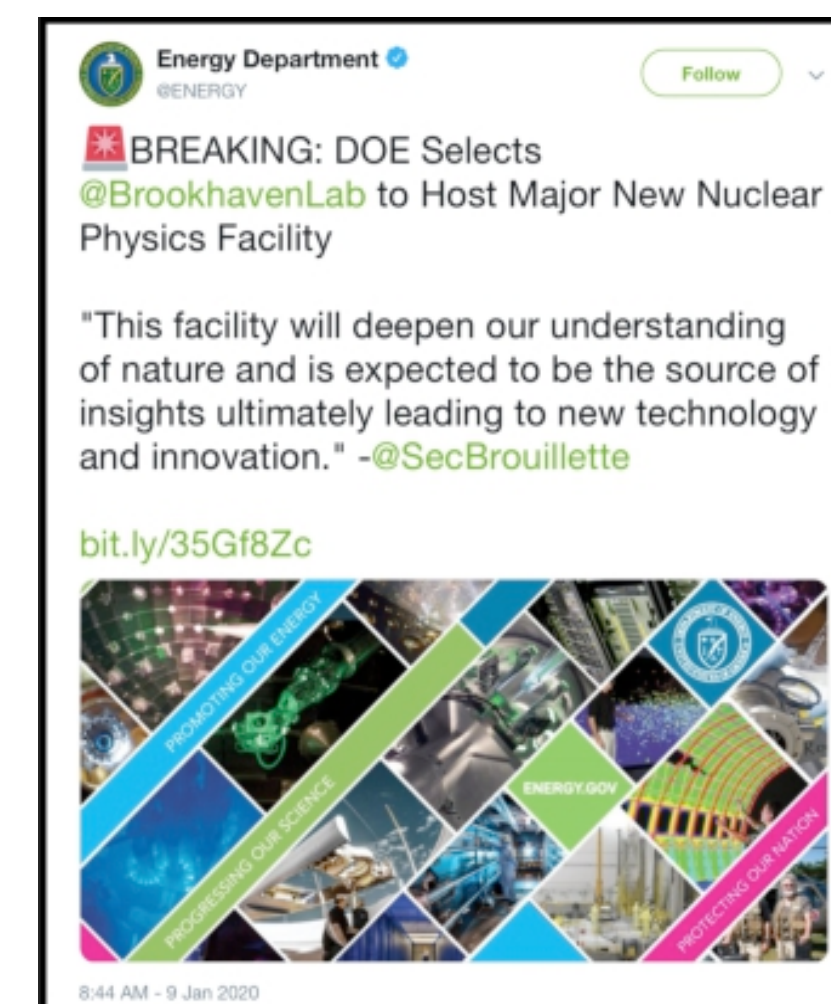 Energy Department
@ENERGY
Follow
🚨BREAKING: DOE Selects
@BrookhavenLab to Host Major New Nuclear
Physics Facility
"This facility will deepen our understanding
of nature and is expected to be the source of
insights ultimately leading to new technology
and innovation." -@SecBrouillette
bit.ly/35Gf8Zc
PROMOTING OUR ENERGY
PROGRESSING OUR SCIENCE
ENERGY.GOV
PROTECTING OUR NATION
8:44 AM - 9 Jan 2020